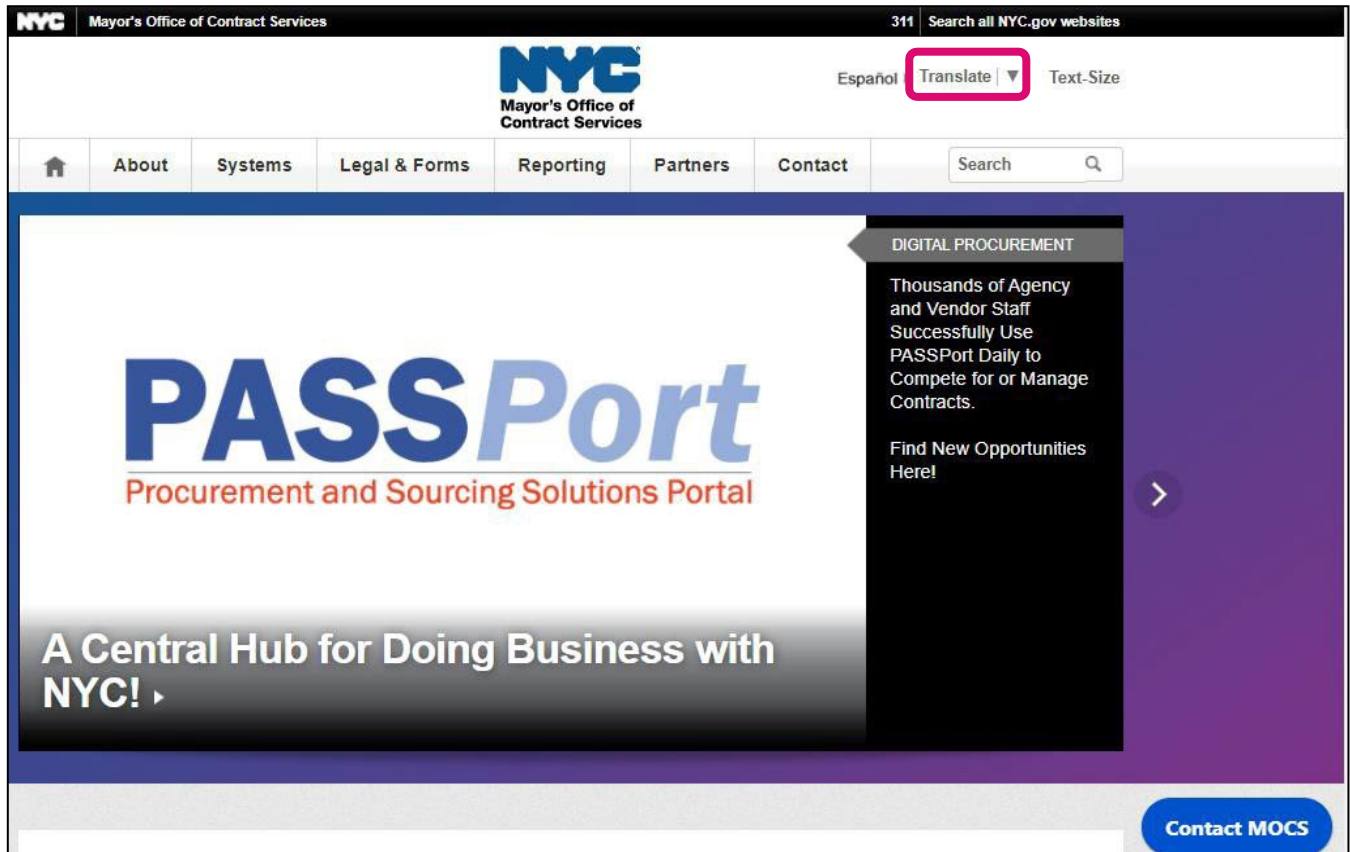 NYC Mayor's Office of Contract Services 311 Search all NYC.gov websites
NYC
Mayor's Office of
Contract Services
Español Translate ▼ Text-Size
About Systems Legal & Forms Reporting Partners Contact Search
DIGITAL PROCUREMENT
Thousands of Agency
and Vendor Staff
Successfully Use
PASSPort Daily to
Compete for or Manage
Contracts.
Find New Opportunities
Here!
PASSPort
Procurement and Sourcing Solutions Portal
A Central Hub for Doing Business with
NYC!
Contact MOCS